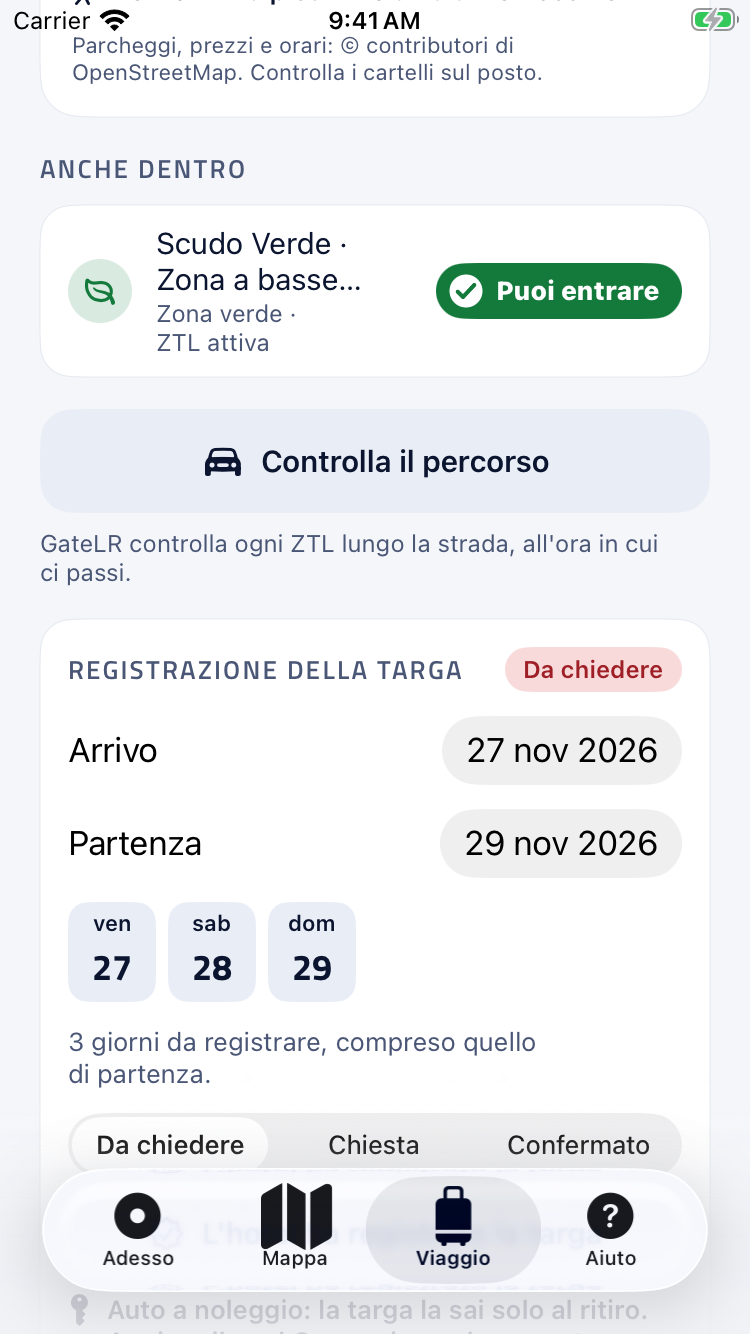 Carrier
9:41 AM
Parcheggi, prezzi e orari: © contributori di
OpenStreetMap. Controlla i cartelli sul posto.
ANCHE DENTRO
Scudo Verde ·
Zona a basse...
Zona verde ·
ZTL attiva
Puoi entrare
Controlla il percorso
GateLR controlla ogni ZTL lungo la strada, all'ora in cui
ci passi.
REGISTRAZIONE DELLA TARGA
Da chiedere
Arrivo
27 nov 2026
Partenza
29 nov 2026
ven
27
sab
28
dom
29
3 giorni da registrare, compreso quello
di partenza.
Da chiedere
Chiesta
Confermato
Adesso
Mappa
Viaggio
Aiuto
Auto a noleggio: la targa la sai solo al ritiro.